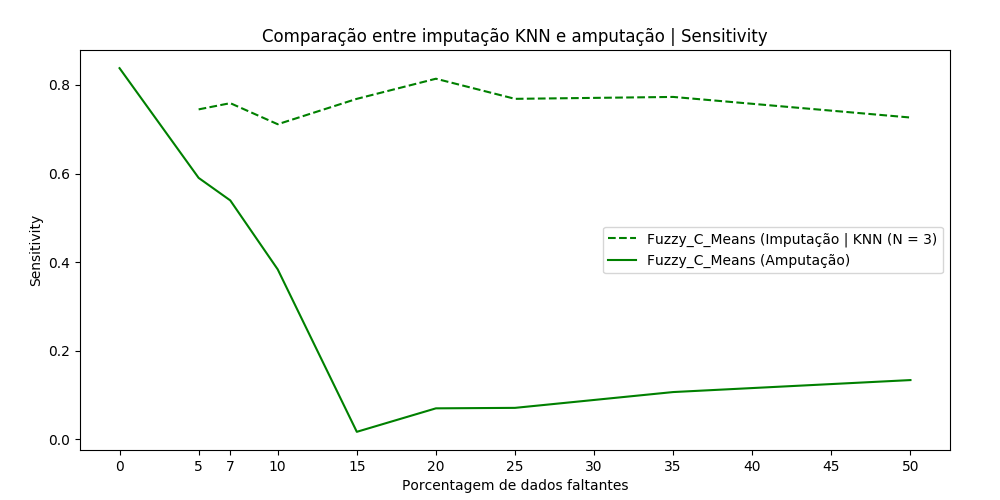 Comparação entre imputação KNN e amputação | Sensitivity
Sensitivity
0.8
0.6
0.4
0.2
0.0
Fuzzy_C_Means (Imputação | KNN (N = 3)
Fuzzy_C_Means (Amputação)
0 5 7 10 15 20 25 30 35 40 45 50
Porcentagem de dados faltantes